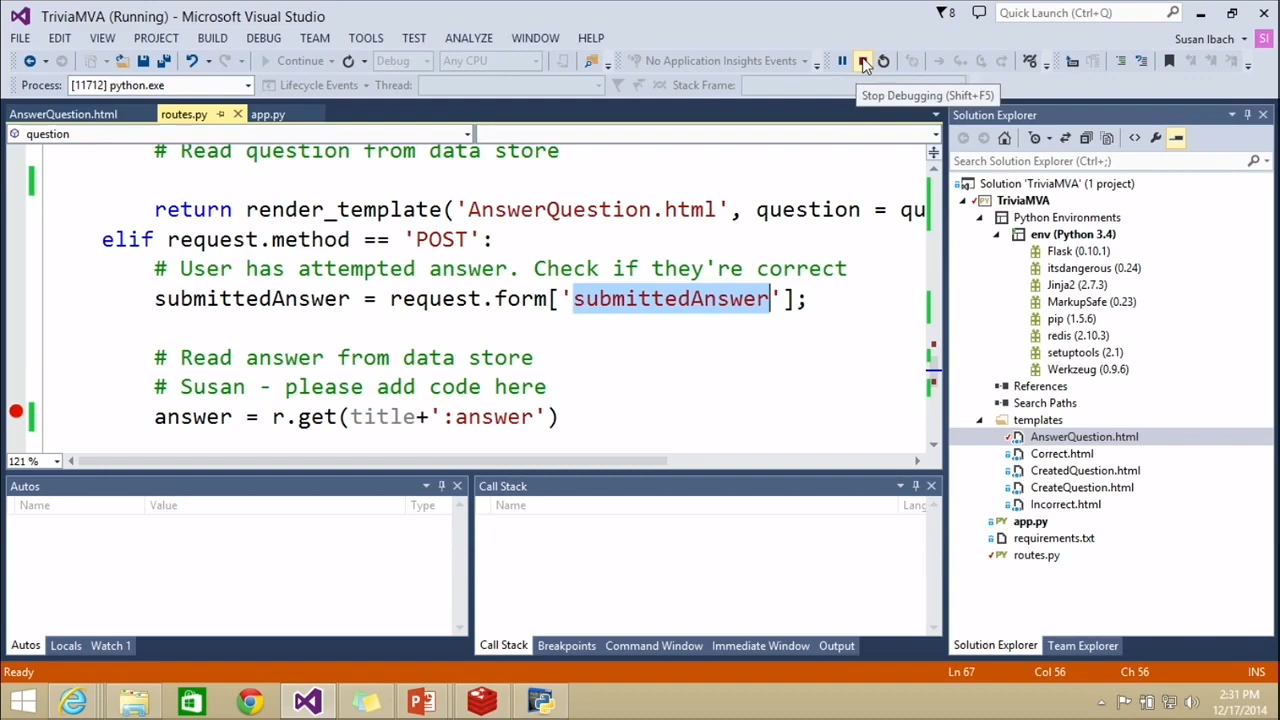 TriviaMVA (Running) - Microsoft Visual Studio
8
Quick Launch (Ctrl+Q)
FILE EDIT VIEW PROJECT BUILD DEBUG TEAM TOOLS TEST ANALYZE WINDOW HELP
Susan Ibach SI
Continue Debug Any CPU No Application Insights Events
Process: [11712] python.exe Lifecycle Events Thread: Stack Frame:
Stop Debugging (Shift+F5)
AnswerQuestion.html routes.py app.py
question
# Read question from data store
return render_template('AnswerQuestion.html', question = qu
elif request.method == 'POST':
# User has attempted answer. Check if they're correct
submittedAnswer = request.form['submittedAnswer'];
# Read answer from data store
# Susan - please add code here
answer = r.get(title+':answer')
121 %
Autos
Name Value Type
Autos Locals Watch 1
Call Stack
Name Lang
Call Stack Breakpoints Command Window Immediate Window Output
Solution Explorer
Search Solution Explorer (Ctrl+;)
Solution 'TriviaMVA' (1 project)
PY TriviaMVA
Python Environments
env (Python 3.4)
Flask (0.10.1)
itsdangerous (0.24)
Jinja2 (2.7.3)
MarkupSafe (0.23)
pip (1.5.6)
redis (2.10.3)
setuptools (2.1)
Werkzeug (0.9.6)
References
Search Paths
templates
AnswerQuestion.html
Correct.html
CreatedQuestion.html
CreateQuestion.html
Incorrect.html
PY app.py
requirements.txt
PY routes.py
Solution Explorer Team Explorer
Ready Ln 67 Col 56 Ch 56 INS
2:31 PM
12/17/2014